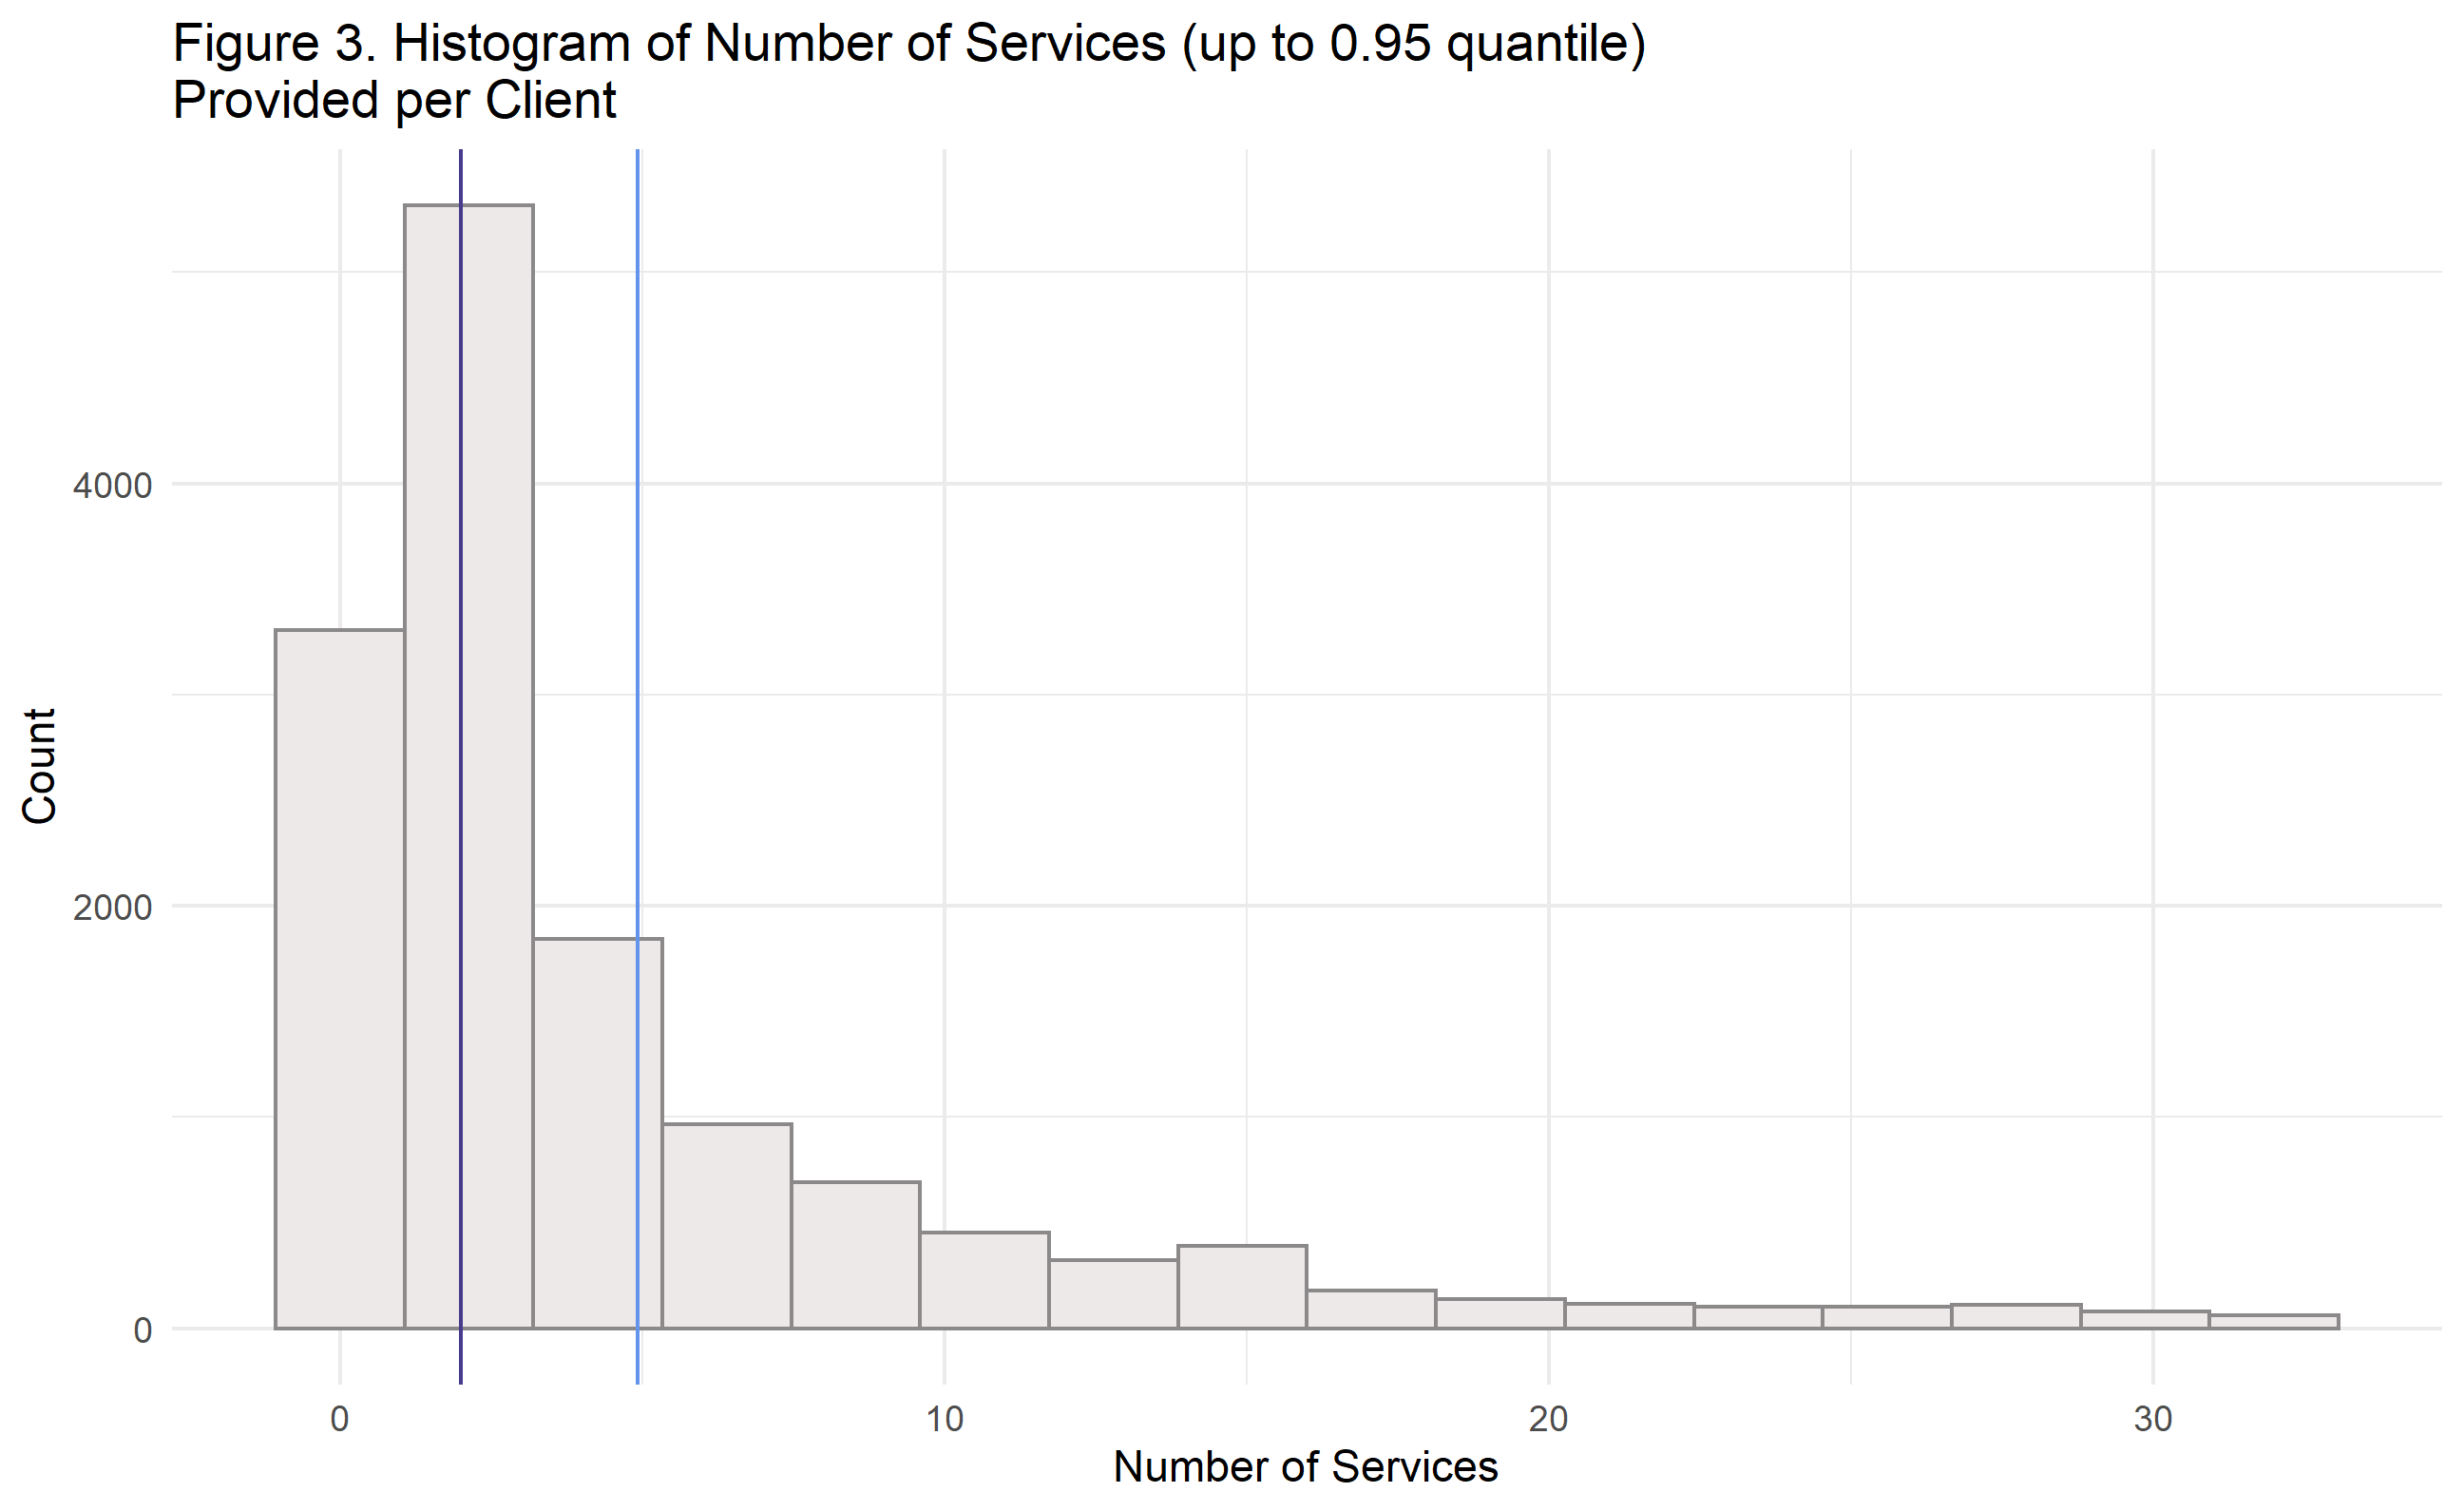 Figure 3. Histogram of Number of Services (up to 0.95 quantile)
Provided per Client
Count
4000
2000
0
0
10
20
30
Number of Services